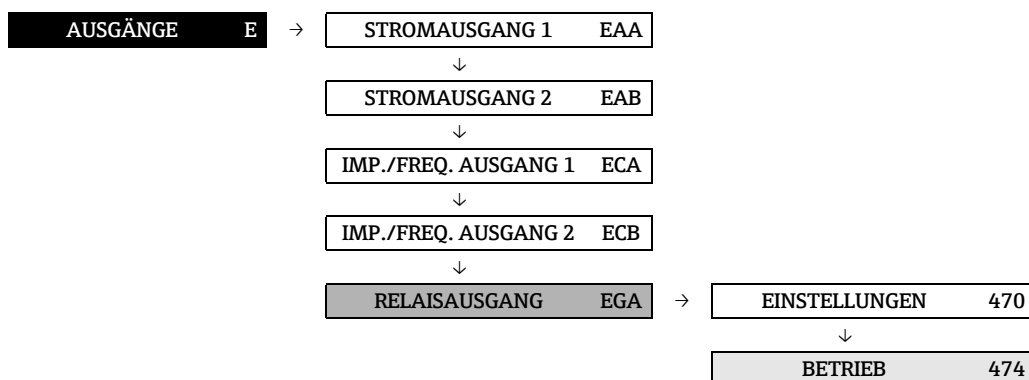 AUSGÄNGE E → STROMAUSGANG 1 EAA
↓
STROMAUSGANG 2 EAB
↓
IMP./FREQ. AUSGANG 1 ECA
↓
IMP./FREQ. AUSGANG 2 ECB
↓
RELAISAUSGANG EGA → EINSTELLUNGEN 470
↓
BETRIEB 474